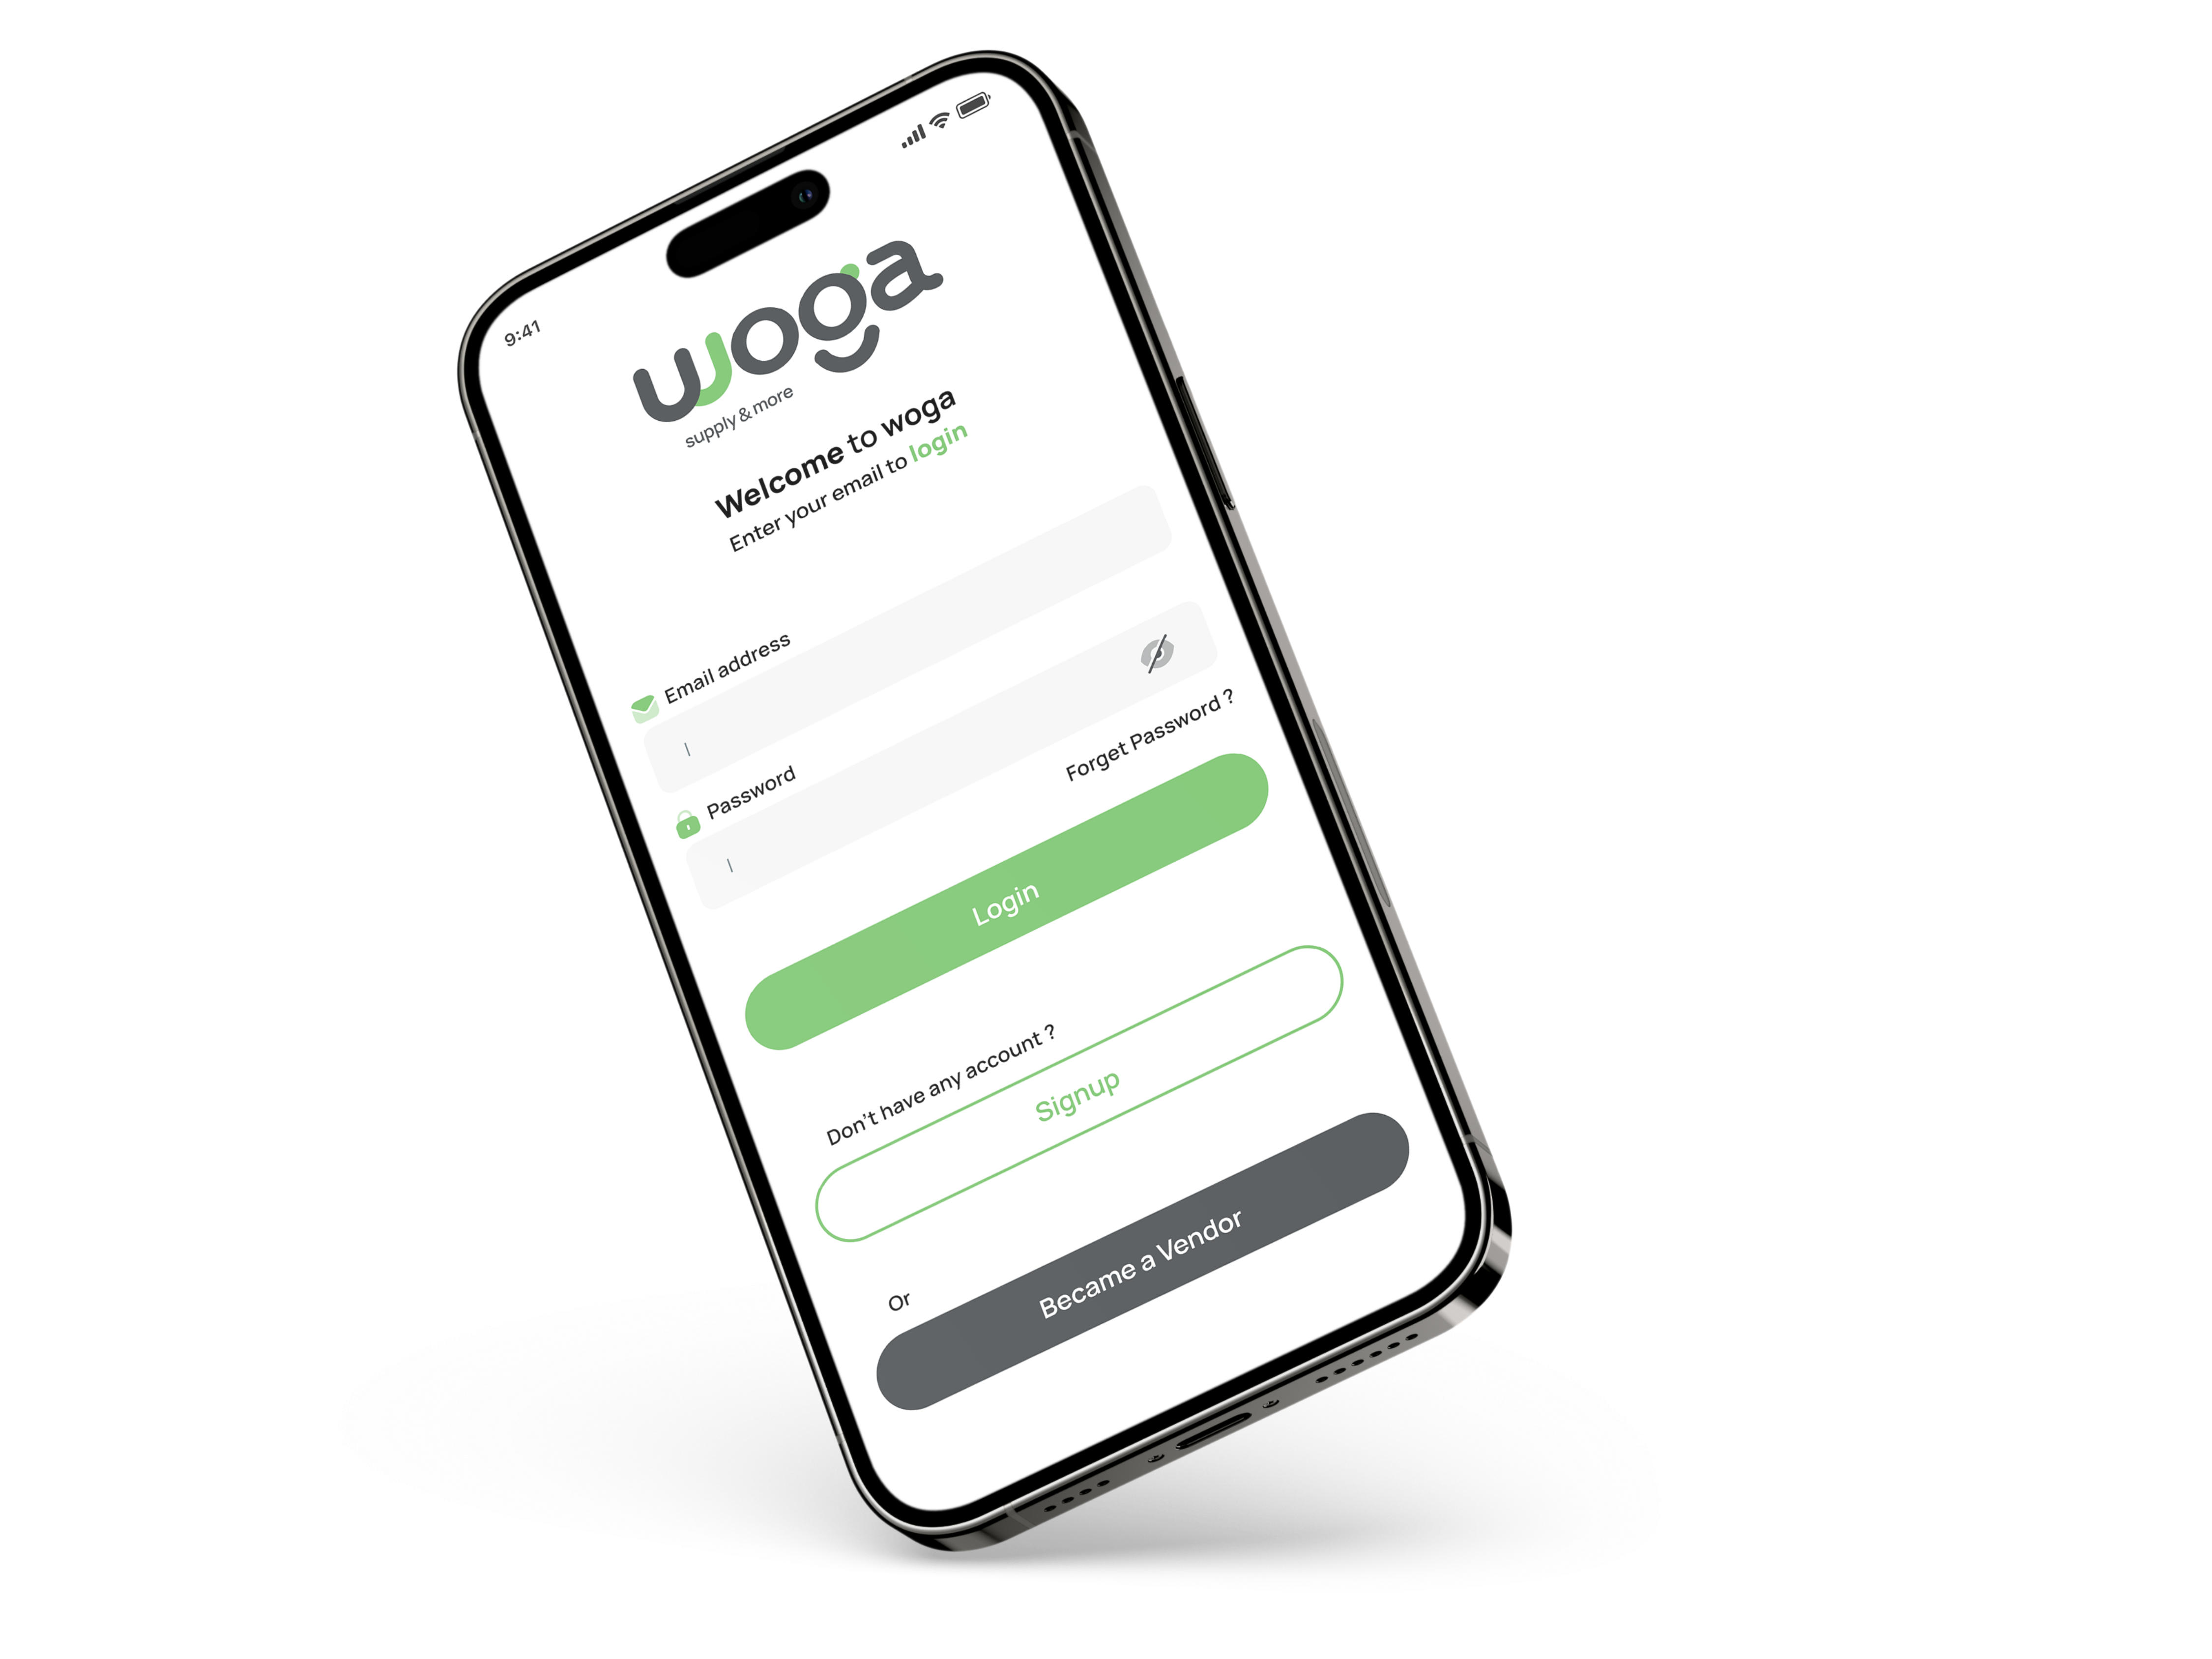 9:41
woga
supply & more
Welcome to woga
Enter your email to login
Email address
Password
Forget Password ?
Login
Don't have any account ?
Signup
Or
Became a Vendor